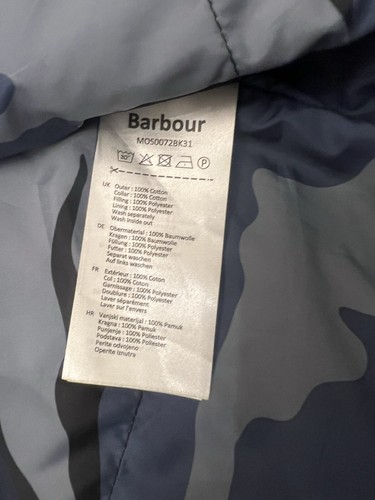 Barbour
MOS0072BK31
30°
P
UK Outer : 100% Cotton
Collar : 100% Cotton
Filling : 100% Polyester
Lining : 100% Polyester
Wash separately
Wash inside out
DE Obermaterial : 100% Baumwolle
Kragen : 100% Baumwolle
Füllung : 100% Polyester
Futter : 100% Polyester
Separat waschen
Auf links waschen
FR Extérieur : 100% Coton
Col : 100% Coton
Garnissage : 100% Polyester
Doublure : 100% Polyester
Laver séparément
Laver sur l'envers
HR Vanjski materijal : 100% Pamuk
Kragna : 100% Pamuk
Punjenje : 100% Poliester
Podstava : 100% Poliester
Perite odvojeno
Operite Iznutra